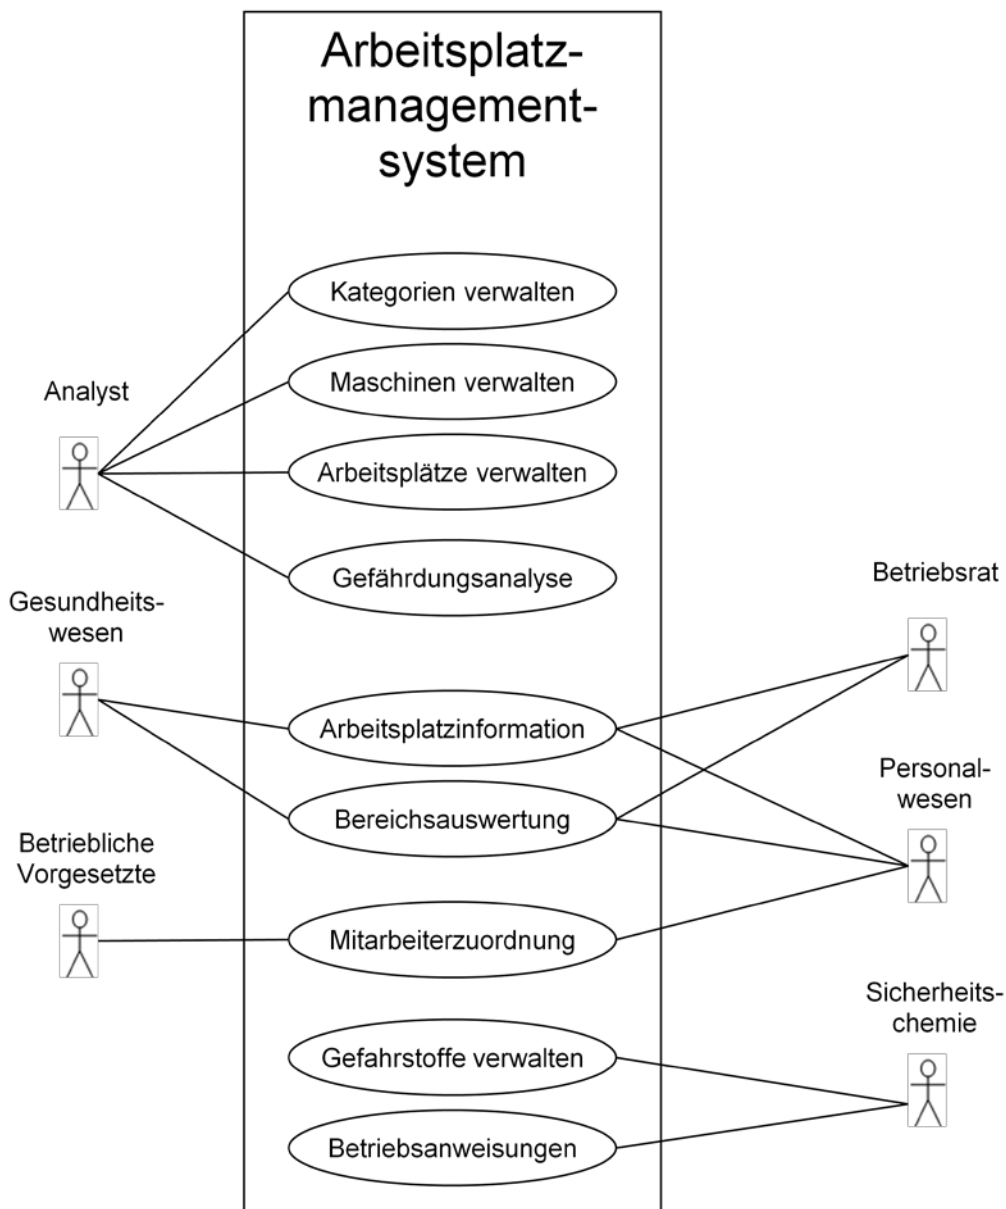 Arbeitsplatz-
management-
system
Kategorien verwalten
Maschinen verwalten
Analyst
Arbeitsplätze verwalten
Gefährdungsanalyse
Betriebsrat
Gesundheits-
wesen
Arbeitsplatzinformation
Personal-
wesen
Bereichsauswertung
Betriebliche
Vorgesetzte
Mitarbeiterzuordnung
Sicherheits-
chemie
Gefahrstoffe verwalten
Betriebsanweisungen